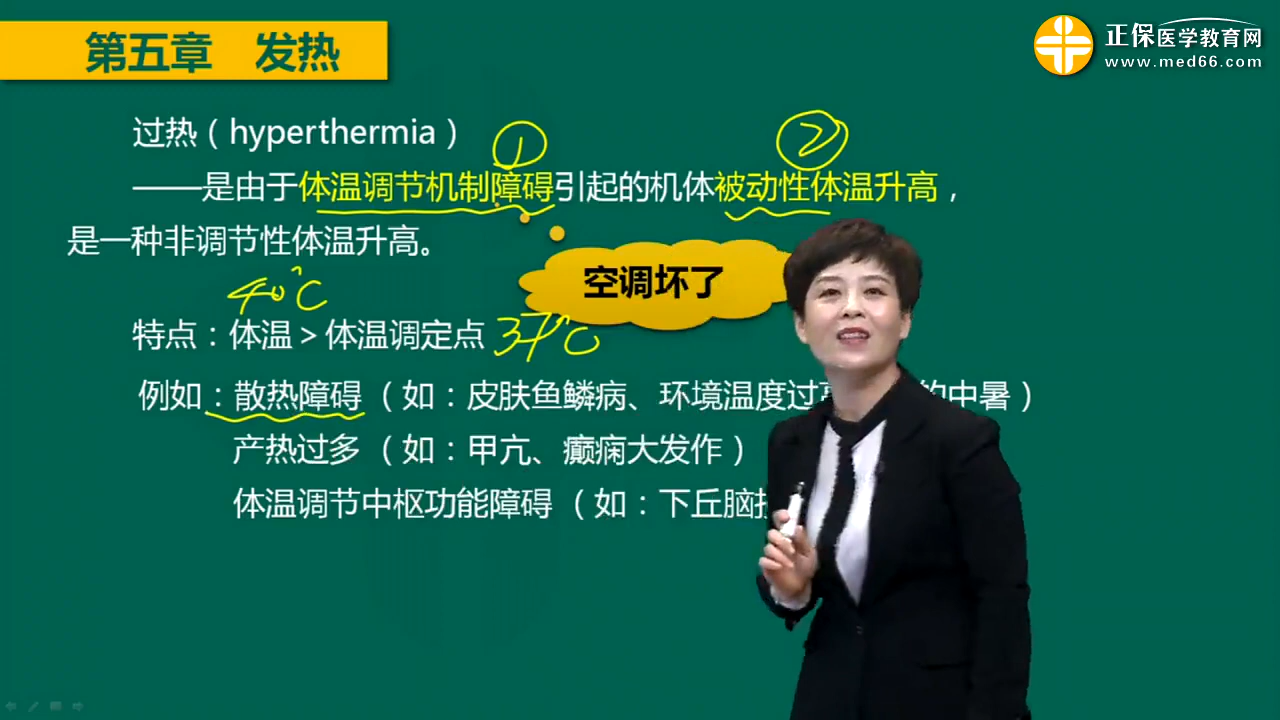 第五章 发热
正保医学教育网
www.med66.com
过热（hyperthermia）
① ②
——是由于体温调节机制障碍引起的机体被动性体温升高，
是一种非调节性体温升高。
空调坏了
40℃
特点：体温＞体温调定点 37℃
例如：散热障碍（如：皮肤鱼鳞病、环境温度过 的中暑）
产热过多（如：甲亢、癫痫大发作）
体温调节中枢功能障碍（如：下丘脑